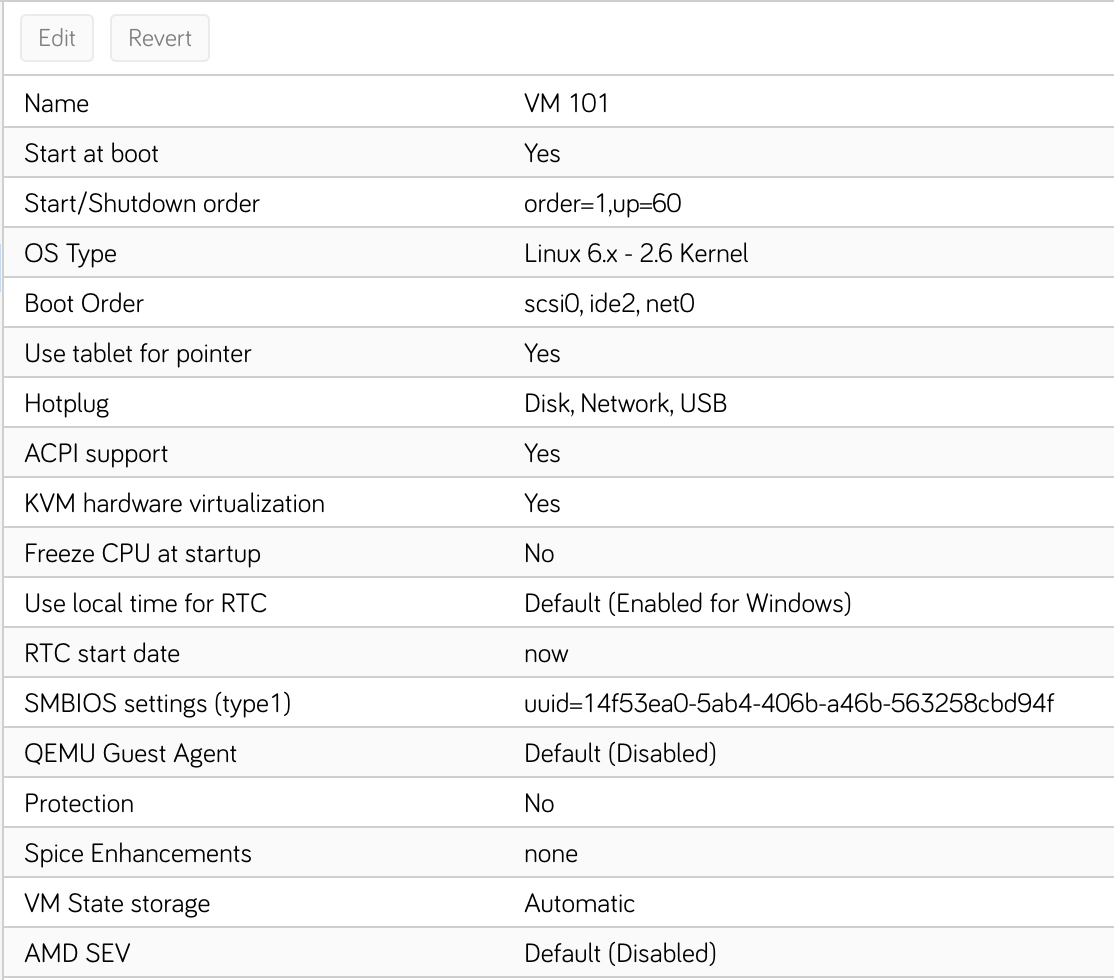 Edit Revert
Name VM 101
Start at boot Yes
Start/Shutdown order order=1,up=60
OS Type Linux 6.x - 2.6 Kernel
Boot Order scsi0, ide2, net0
Use tablet for pointer Yes
Hotplug Disk, Network, USB
ACPI support Yes
KVM hardware virtualization Yes
Freeze CPU at startup No
Use local time for RTC Default (Enabled for Windows)
RTC start date now
SMBIOS settings (type1) uuid=14f53ea0-5ab4-406b-a46b-563258cbd94f
QEMU Guest Agent Default (Disabled)
Protection No
Spice Enhancements none
VM State storage Automatic
AMD SEV Default (Disabled)